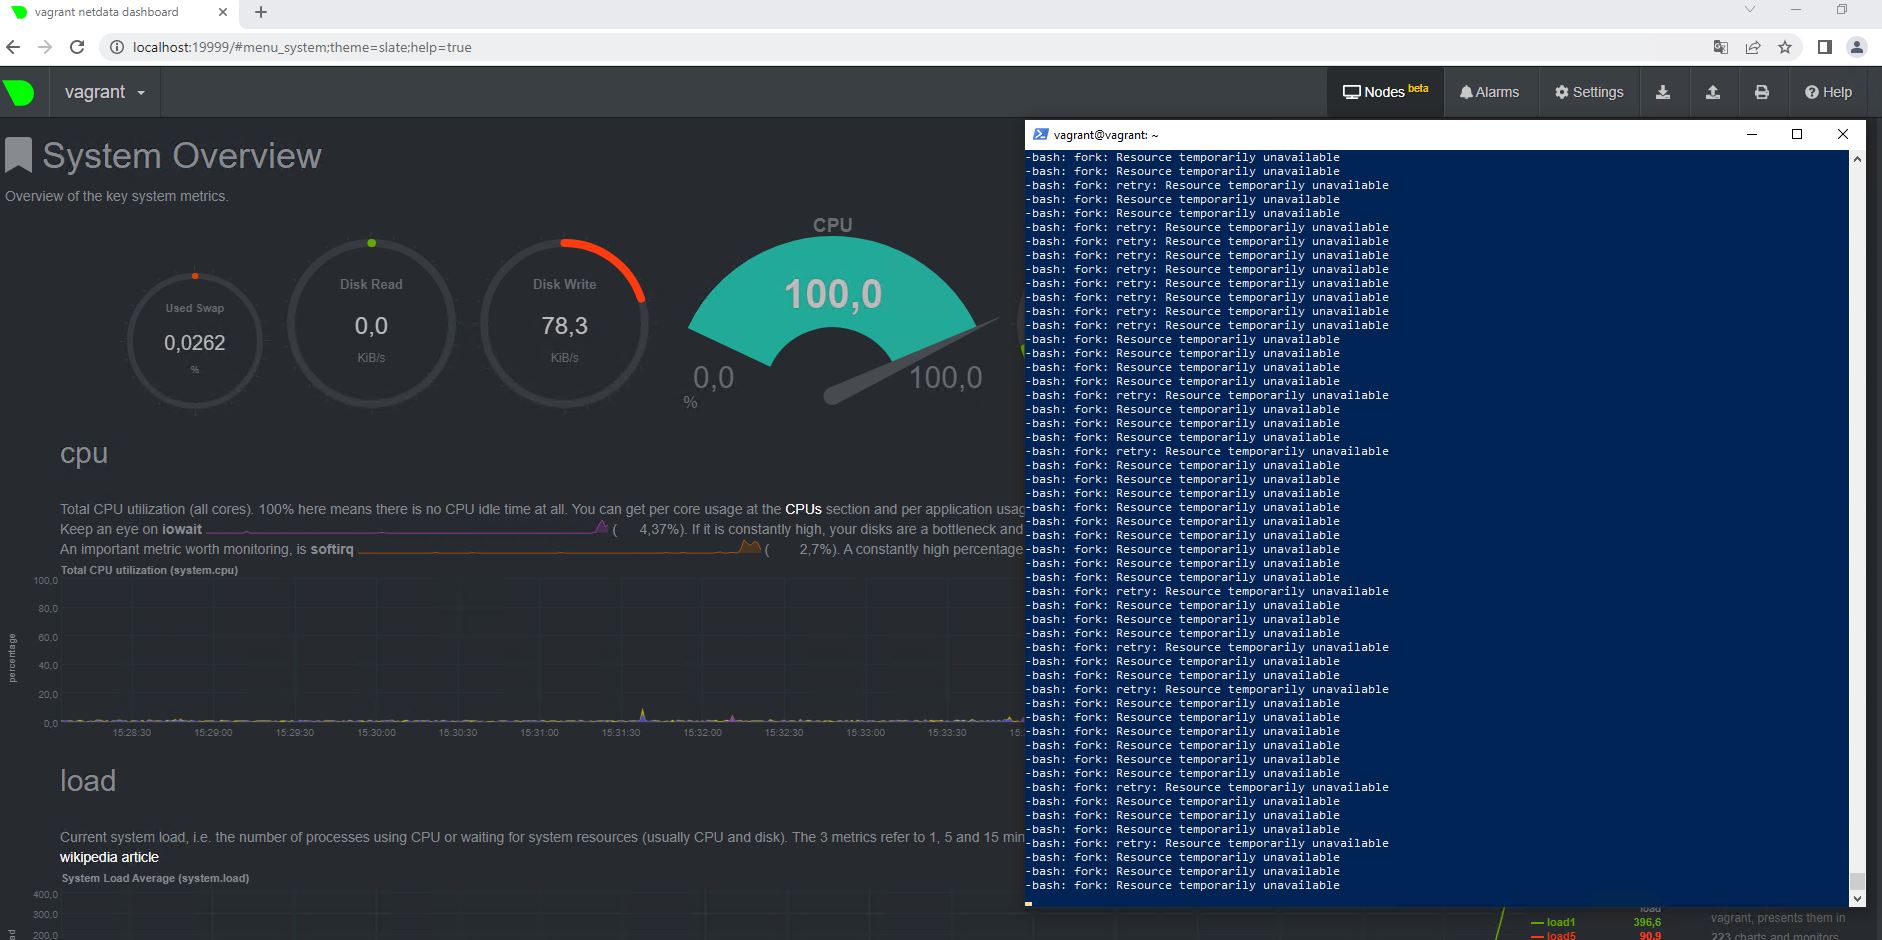 vagrant netdata dashboard
localhost:19999/#menu_system;theme=slate;help=true
vagrant
Nodes beta
Alarms
Settings
Help
System Overview
Overview of the key system metrics.
Used Swap
0,0262
%
Disk Read
0,0
KiB/s
Disk Write
78,3
KiB/s
CPU
100,0
0,0
100,0
%
cpu
Total CPU utilization (all cores). 100% here means there is no CPU idle time at all. You can get per core usage at the CPUs section and per application usag
Keep an eye on iowait ( 4,37%). If it is constantly high, your disks are a bottleneck and
An important metric worth monitoring, is softirq ( 2,7%). A constantly high percentage
Total CPU utilization (system.cpu)
percentage
100,0
80,0
60,0
40,0
20,0
0,0
15:28:30 15:29:00 15:29:30 15:30:00 15:30:30 15:31:00 15:31:30 15:32:00 15:32:30 15:33:00 15:33:30 15:
load
Current system load, i.e. the number of processes using CPU or waiting for system resources (usually CPU and disk). The 3 metrics refer to 1, 5 and 15 min
wikipedia article
System Load Average (system.load)
400,0
300,0
200,0
vagrant@vagrant: ~
-bash: fork: Resource temporarily unavailable
-bash: fork: Resource temporarily unavailable
-bash: fork: retry: Resource temporarily unavailable
-bash: fork: Resource temporarily unavailable
-bash: fork: Resource temporarily unavailable
-bash: fork: retry: Resource temporarily unavailable
-bash: fork: retry: Resource temporarily unavailable
-bash: fork: retry: Resource temporarily unavailable
-bash: fork: retry: Resource temporarily unavailable
-bash: fork: retry: Resource temporarily unavailable
-bash: fork: retry: Resource temporarily unavailable
-bash: fork: retry: Resource temporarily unavailable
-bash: fork: retry: Resource temporarily unavailable
-bash: fork: Resource temporarily unavailable
-bash: fork: Resource temporarily unavailable
-bash: fork: Resource temporarily unavailable
-bash: fork: Resource temporarily unavailable
-bash: fork: retry: Resource temporarily unavailable
-bash: fork: Resource temporarily unavailable
-bash: fork: Resource temporarily unavailable
-bash: fork: Resource temporarily unavailable
-bash: fork: retry: Resource temporarily unavailable
-bash: fork: Resource temporarily unavailable
-bash: fork: Resource temporarily unavailable
-bash: fork: Resource temporarily unavailable
-bash: fork: Resource temporarily unavailable
-bash: fork: Resource temporarily unavailable
-bash: fork: Resource temporarily unavailable
-bash: fork: Resource temporarily unavailable
-bash: fork: Resource temporarily unavailable
-bash: fork: Resource temporarily unavailable
-bash: fork: retry: Resource temporarily unavailable
-bash: fork: Resource temporarily unavailable
-bash: fork: Resource temporarily unavailable
-bash: fork: Resource temporarily unavailable
-bash: fork: retry: Resource temporarily unavailable
-bash: fork: Resource temporarily unavailable
-bash: fork: Resource temporarily unavailable
-bash: fork: retry: Resource temporarily unavailable
-bash: fork: Resource temporarily unavailable
-bash: fork: Resource temporarily unavailable
-bash: fork: Resource temporarily unavailable
-bash: fork: Resource temporarily unavailable
-bash: fork: Resource temporarily unavailable
-bash: fork: Resource temporarily unavailable
-bash: fork: retry: Resource temporarily unavailable
-bash: fork: Resource temporarily unavailable
-bash: fork: Resource temporarily unavailable
-bash: fork: Resource temporarily unavailable
-bash: fork: retry: Resource temporarily unavailable
-bash: fork: Resource temporarily unavailable
-bash: fork: Resource temporarily unavailable
-bash: fork: Resource temporarily unavailable
load
load1 396,6
load5 90,9
vagrant, presents them in
223 charts and monitors